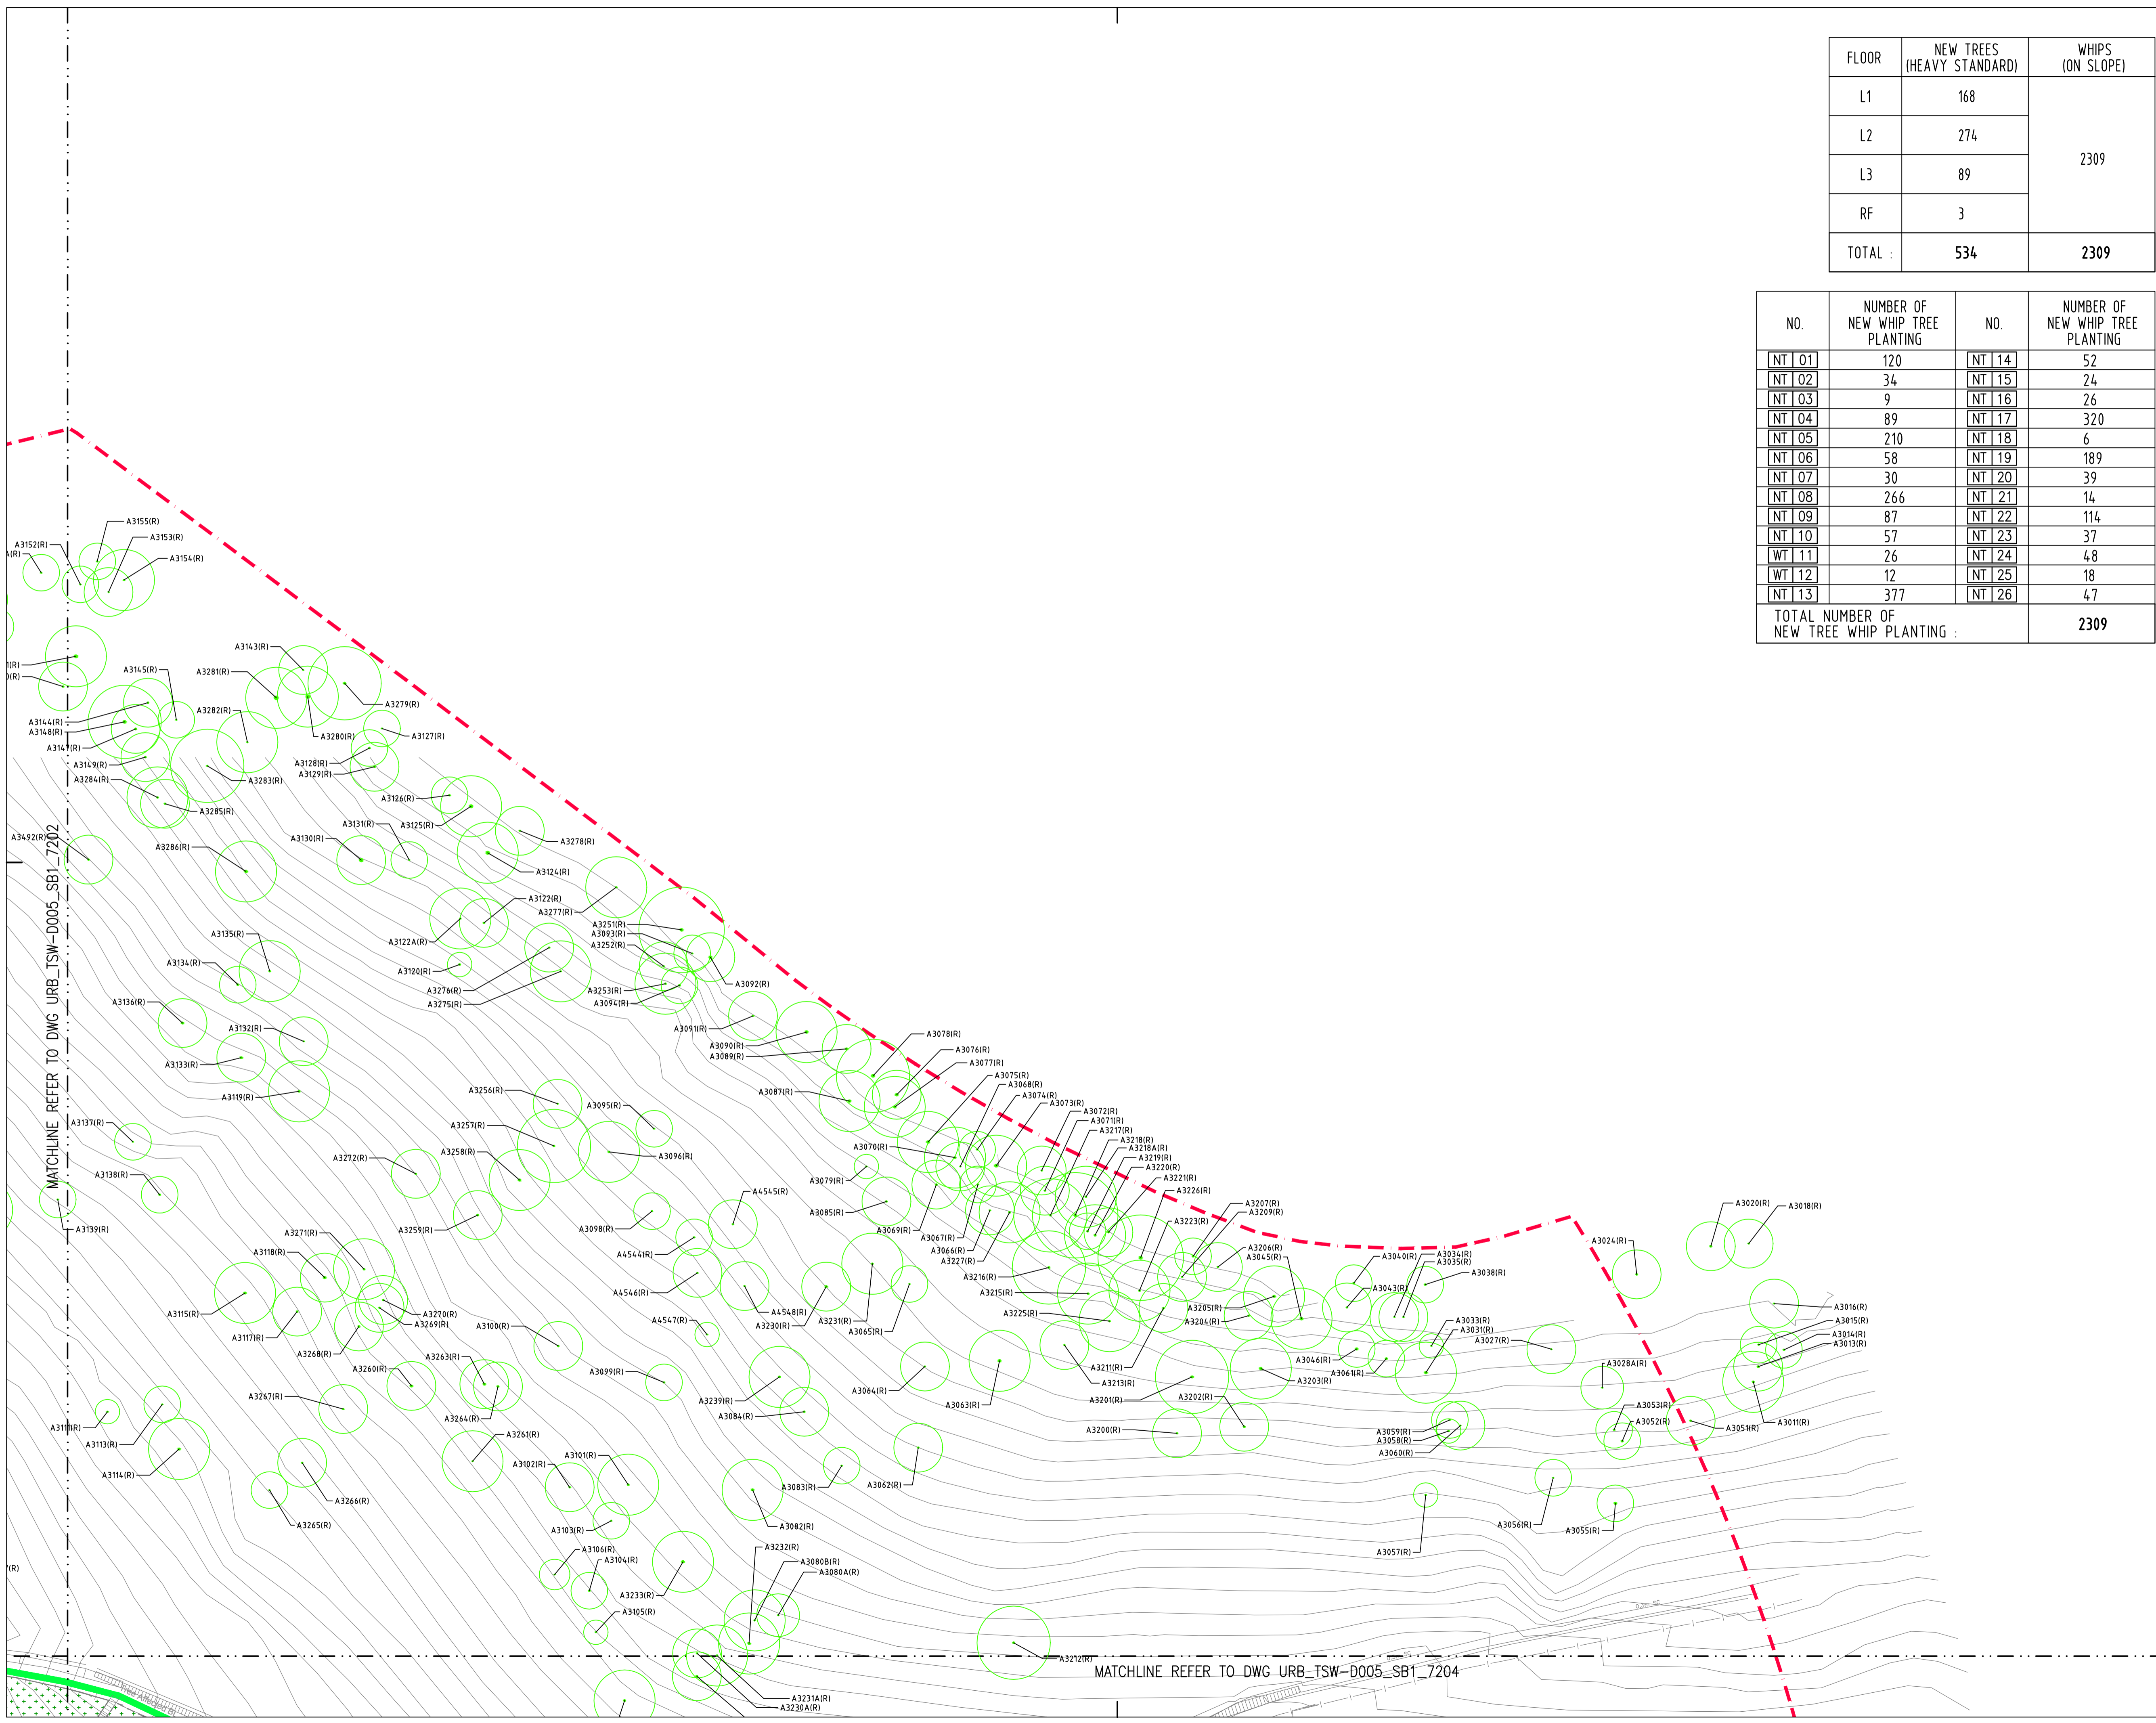 FLOOR NEW TREES (HEAVY STANDARD) WHIPS (ON SLOPE)
L1 168
L2 274
2309
L3 89
RF 3
TOTAL : 534 2309
NO. NUMBER OF NEW WHIP TREE PLANTING NO. NUMBER OF NEW WHIP TREE PLANTING
NT 01 120 NT 14 52
NT 02 34 NT 15 24
NT 03 9 NT 16 26
NT 04 89 NT 17 320
NT 05 210 NT 18 6
NT 06 58 NT 19 189
NT 07 30 NT 20 39
NT 08 266 NT 21 14
NT 09 87 NT 22 114
NT 10 57 NT 23 37
WT 11 26 NT 24 48
WT 12 12 NT 25 18
NT 13 377 NT 26 47
TOTAL NUMBER OF
NEW TREE WHIP PLANTING : 2309
A3155(R)
A3153(R)
A3152(R)
A3154(R)
A3143(R)
A3145(R)
A3281(R)
A3279(R)
A3282(R)
A3144(R)
A3148(R)
A3280(R)
A3127(R)
A3147(R)
A3149(R)
A3128(R)
A3129(R)
A3284(R)
A3283(R)
A3126(R)
A3285(R)
A3131(R)
A3125(R)
A3492(R)
A3130(R)
A3278(R)
A3286(R)
A3124(R)
A3122(R)
A3277(R)
A3251(R)
A3093(R)
A3252(R)
A3135(R)
A3122A(R)
A3134(R)
A3120(R)
A3276(R)
A3275(R)
A3253(R)
A3094(R)
A3092(R)
A3136(R)
A3132(R)
A3091(R)
A3078(R)
A3090(R)
A3089(R)
A3076(R)
A3077(R)
A3133(R)
A3075(R)
A3068(R)
A3087(R)
A3074(R)
A3073(R)
A3119(R)
A3256(R)
A3095(R)
A3072(R)
A3071(R)
A3217(R)
A3137(R)
A3257(R)
A3218(R)
A3218A(R)
A3070(R)
A3258(R)
A3096(R)
A3219(R)
A3220(R)
A3272(R)
A3138(R)
A3079(R)
A3221(R)
A3226(R)
A4545(R)
A3207(R)
A3209(R)
A3020(R)
A3018(R)
A3085(R)
A3223(R)
A3139(R)
A3259(R)
A3098(R)
A3069(R)
A3067(R)
A3271(R)
A3118(R)
A4544(R)
A3066(R)
A3227(R)
A3206(R)
A3045(R)
A3024(R)
A3040(R)
A3034(R)
A3035(R)
A3216(R)
A3038(R)
A3043(R)
A4546(R)
A3215(R)
A3115(R)
A3270(R)
A3269(R)
A4548(R)
A3230(R)
A3231(R)
A3065(R)
A3225(R)
A3205(R)
A3204(R)
A3016(R)
A3117(R)
A3100(R)
A4547(R)
A3033(R)
A3031(R)
A3027(R)
A3015(R)
A3014(R)
A3013(R)
A3268(R)
A3260(R)
A3263(R)
A3099(R)
A3046(R)
A3061(R)
A3211(R)
A3213(R)
A3203(R)
A3028A(R)
A3267(R)
A3264(R)
A3239(R)
A3084(R)
A3064(R)
A3063(R)
A3201(R)
A3202(R)
A3113(R)
A3261(R)
A3200(R)
A3059(R)
A3058(R)
A3060(R)
A3053(R)
A3052(R)
A3051(R)
A3011(R)
A3114(R)
A3102(R)
A3101(R)
A3083(R)
A3062(R)
A3266(R)
A3265(R)
A3103(R)
A3082(R)
A3056(R)
A3055(R)
A3057(R)
A3106(R)
A3104(R)
A3232(R)
A3080B(R)
A3080A(R)
A3233(R)
A3105(R)
A3212(R)
A3231A(R)
A3230A(R)
MATCHLINE REFER TO DWG URB_TSW-D005_SB1_7202
MATCHLINE REFER TO DWG URB_TSW-D005_SB1_7204